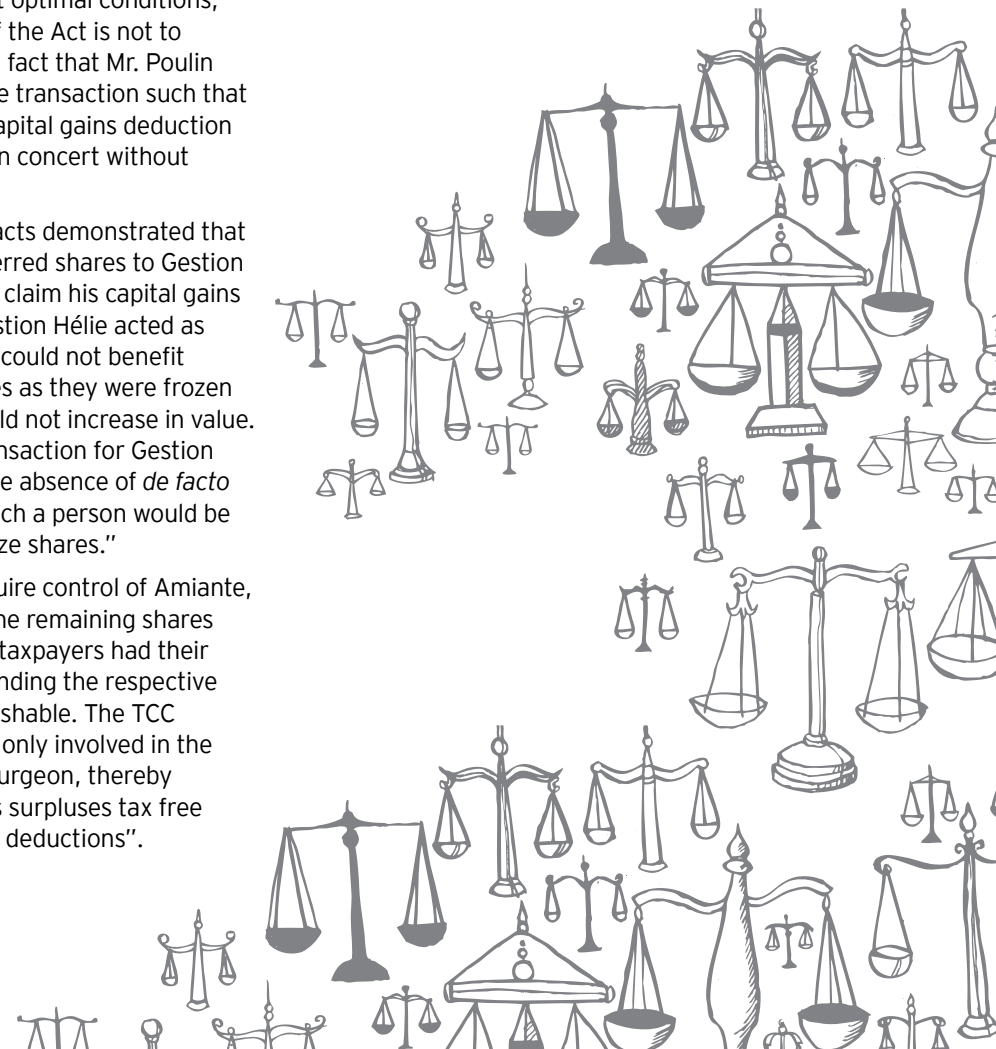 t optimal conditions,
f the Act is not to
fact that Mr. Poulin
e transaction such that
apital gains deduction
n concert without
acts demonstrated that
erred shares to Gestion
claim his capital gains
stion Hélie acted as
could not benefit
es as they were frozen
ld not increase in value.
nsaction for Gestion
e absence of de facto
ch a person would be
ze shares.”
uire control of Amiante,
he remaining shares
taxpayers had their
nding the respective
shable. The TCC
only involved in the
urgeon, thereby
s surpluses tax free
deductions”.